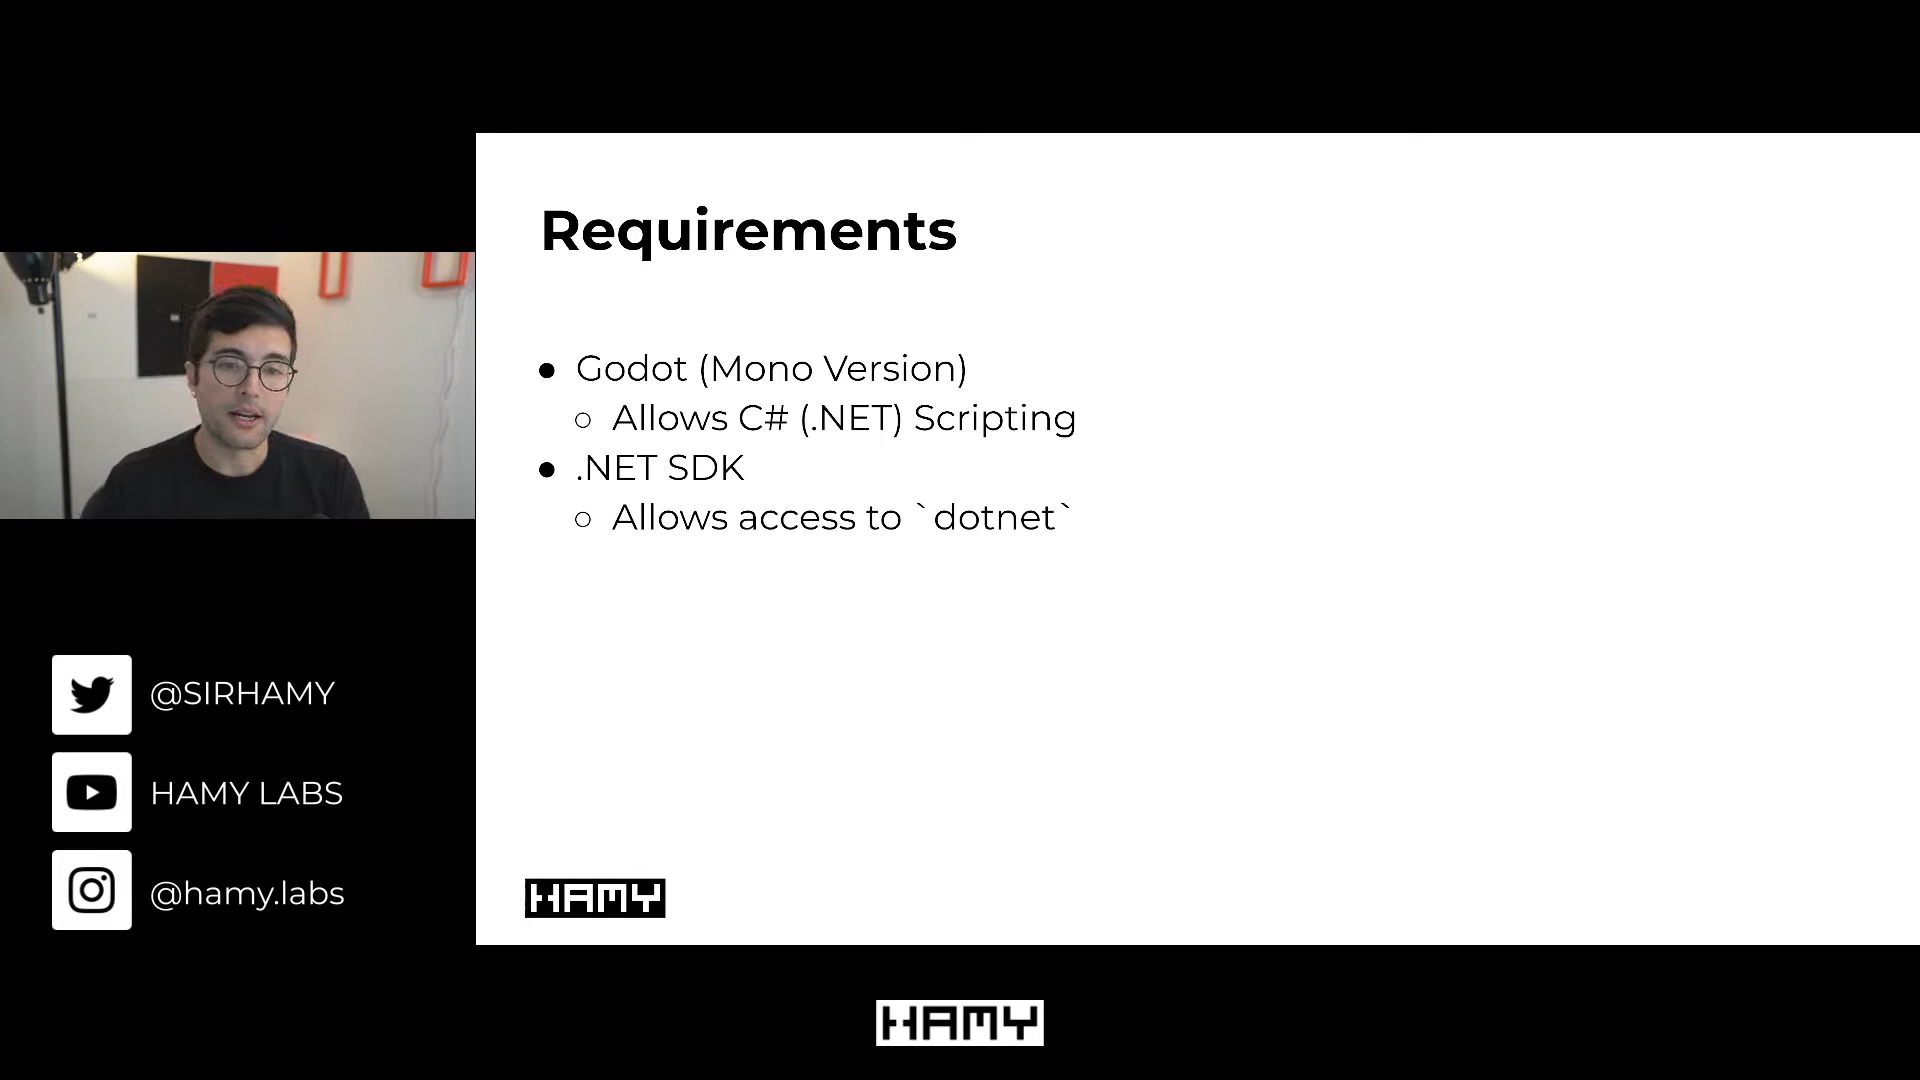 Requirements
● Godot (Mono Version)
○ Allows C# (.NET) Scripting
● .NET SDK
○ Allows access to `dotnet`
@SIRHAMY
HAMY LABS
@hamy.labs
HAMY
HAMY